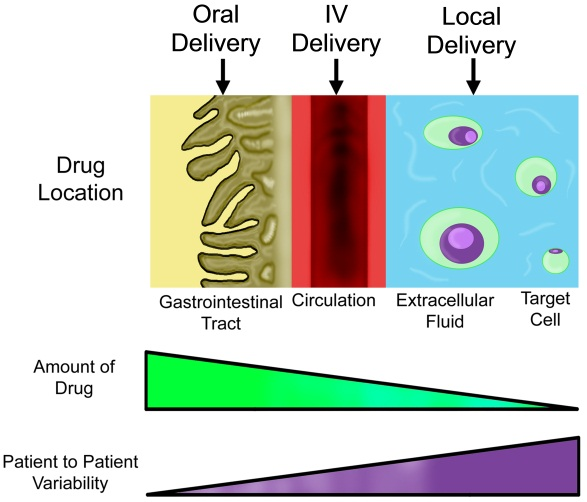 Oral
Delivery
IV
Delivery
Local
Delivery
Drug
Location
Gastrointestinal
Tract
Circulation
Extracellular
Fluid
Target
Cell
Amount of
Drug
Patient to Patient
Variability